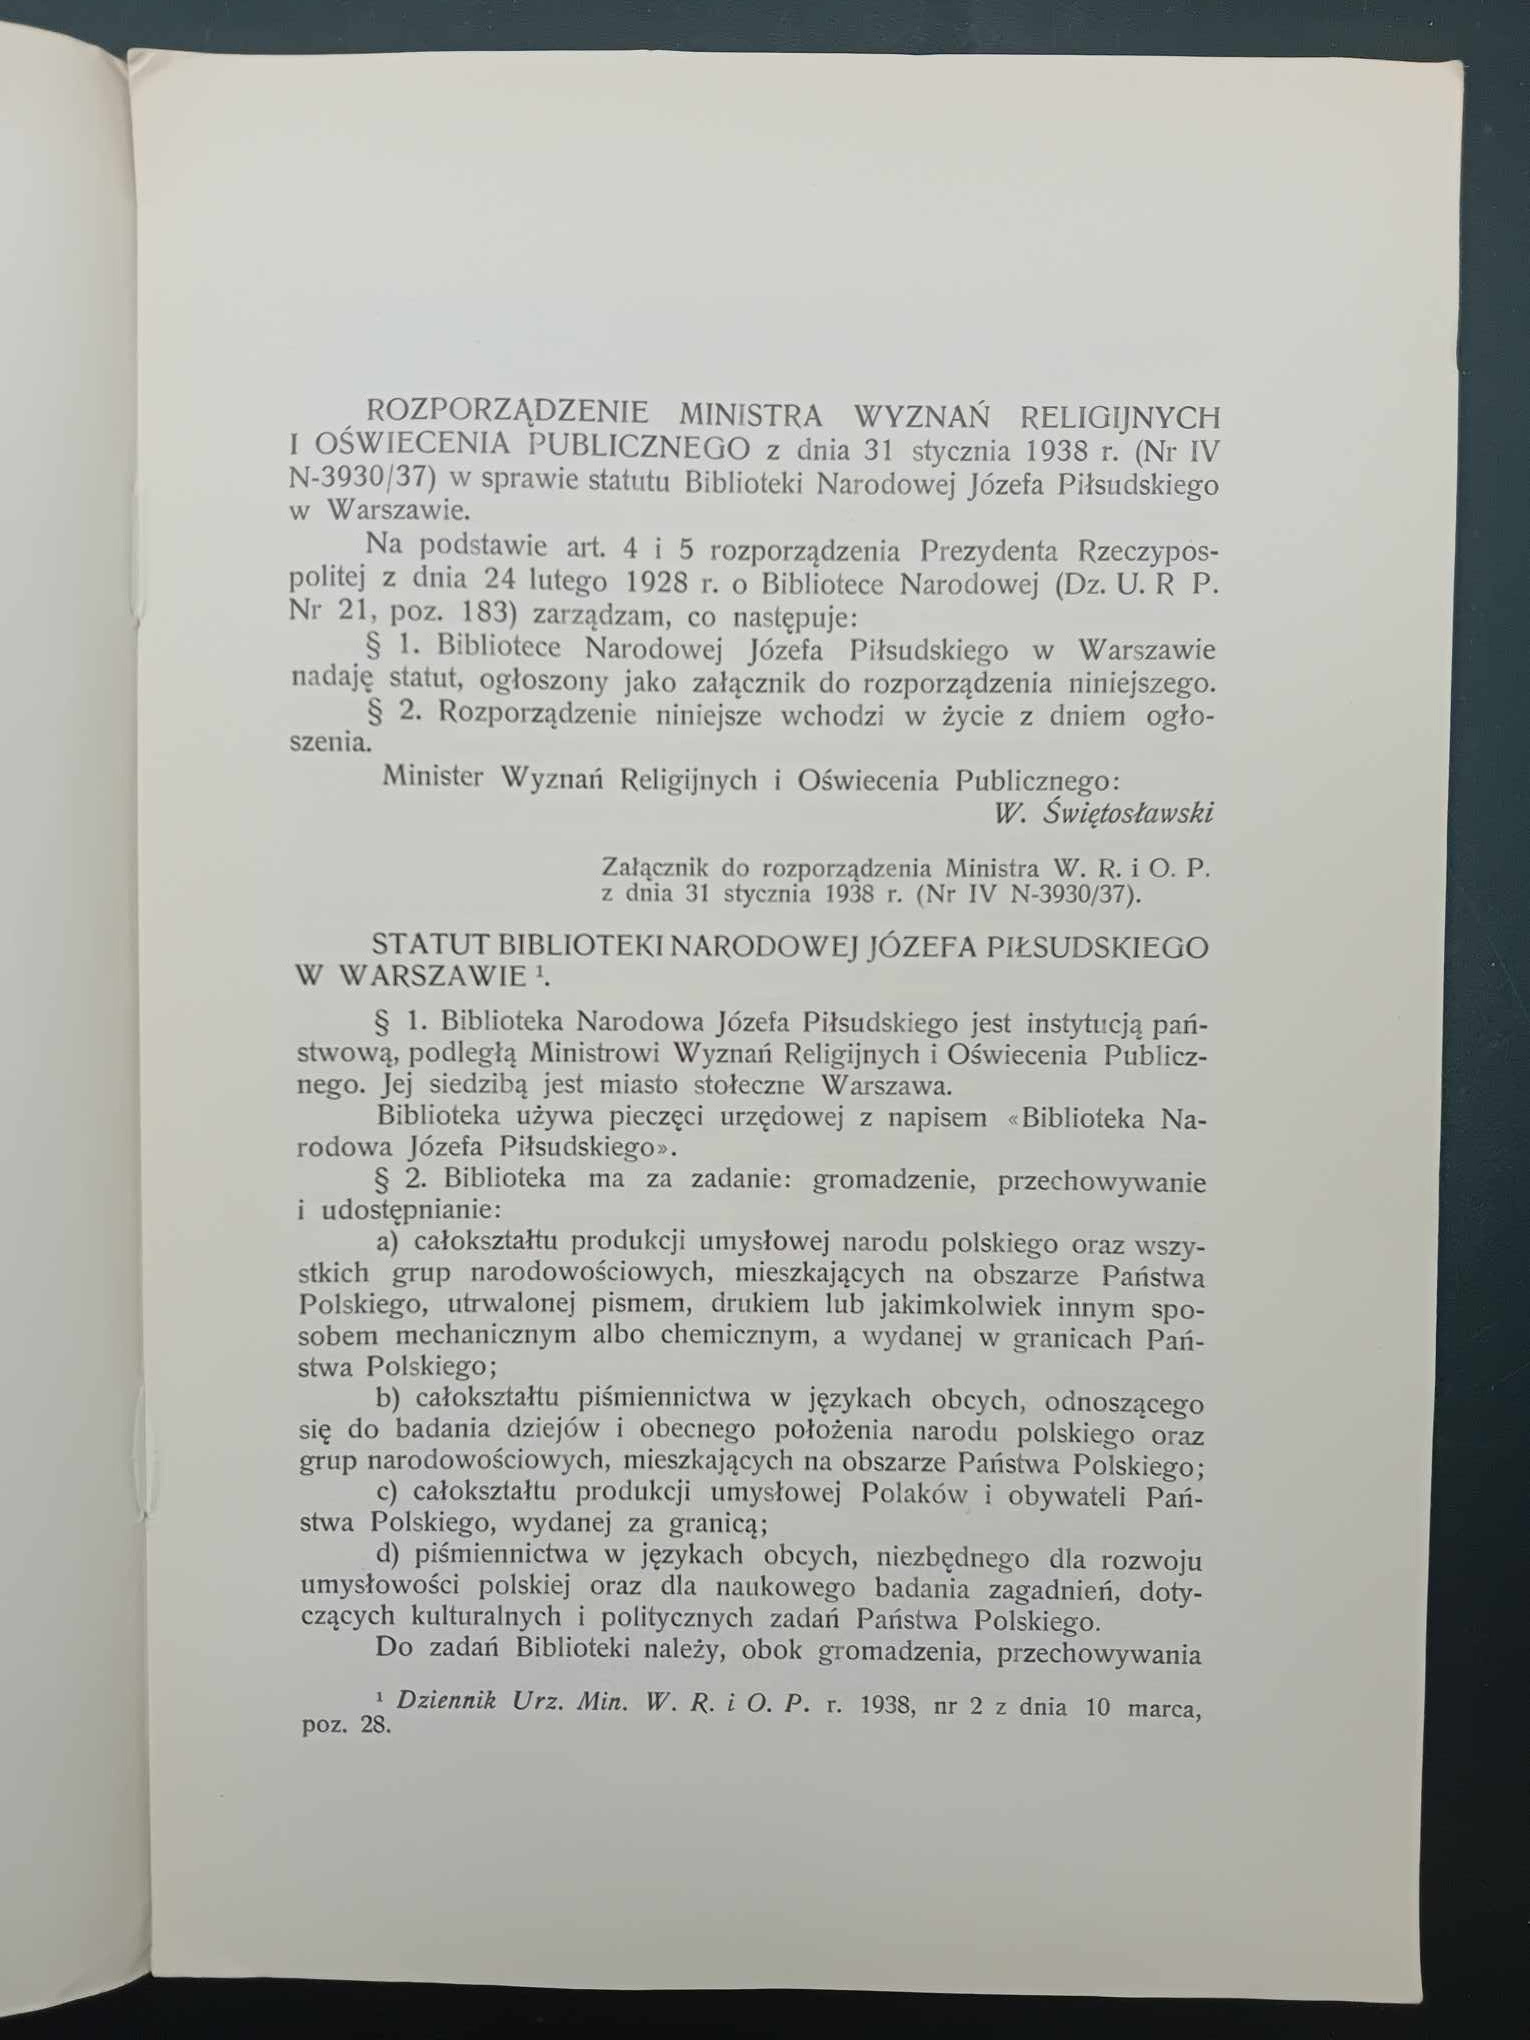 ROZPORZĄDZENIE MINISTRA WYZNAŃ RELIGIJNYCH
I OŚWIECENIA PUBLICZNEGO z dnia 31 stycznia 1938 r. (Nr IV
N-3930/37) w sprawie statutu Biblioteki Narodowej Józefa Piłsudskiego
w Warszawie.
Na podstawie art. 4 i 5 rozporządzenia Prezydenta Rzeczypos-
politej z dnia 24 lutego 1928 r. o Bibliotece Narodowej (Dz. U. R P.
Nr 21, poz. 183) zarządzam, co następuje:
§ 1. Bibliotece Narodowej Józefa Piłsudskiego w Warszawie
nadaję statut, ogłoszony jako załącznik do rozporządzenia niniejszego.
§ 2. Rozporządzenie niniejsze wchodzi w życie z dniem ogło-
szenia.
Minister Wyznań Religijnych i Oświecenia Publicznego:
W. Świętosławski
Załącznik do rozporządzenia Ministra W. R. i O. P.
z dnia 31 stycznia 1938 r. (Nr IV N-3930/37).
STATUT BIBLIOTEKI NARODOWEJ JÓZEFA PIŁSUDSKIEGO
W WARSZAWIE ¹.
§ 1. Biblioteka Narodowa Józefa Piłsudskiego jest instytucją pań-
stwową, podległą Ministrowi Wyznań Religijnych i Oświecenia Publicz-
nego. Jej siedzibą jest miasto stołeczne Warszawa.
Biblioteka używa pieczęci urzędowej z napisem «Biblioteka Na-
rodowa Józefa Piłsudskiego».
§ 2. Biblioteka ma za zadanie: gromadzenie, przechowywanie
i udostępnianie:
a) całokształtu produkcji umysłowej narodu polskiego oraz wszy-
stkich grup narodowościowych, mieszkających na obszarze Państwa
Polskiego, utrwalonej pismem, drukiem lub jakimkolwiek innym spo-
sobem mechanicznym albo chemicznym, a wydanej w granicach Pań-
stwa Polskiego;
b) całokształtu piśmiennictwa w językach obcych, odnoszącego
się do badania dziejów i obecnego położenia narodu polskiego oraz
grup narodowościowych, mieszkających na obszarze Państwa Polskiego;
c) całokształtu produkcji umysłowej Polaków i obywateli Pań-
stwa Polskiego, wydanej za granicą;
d) piśmiennictwa w językach obcych, niezbędnego dla rozwoju
umysłowości polskiej oraz dla naukowego badania zagadnień, doty-
czących kulturalnych i politycznych zadań Państwa Polskiego.
Do zadań Biblioteki należy, obok gromadzenia, przechowywania
¹ Dziennik Urz. Min. W. R. i O. P. r. 1938, nr 2 z dnia 10 marca,
poz. 28.